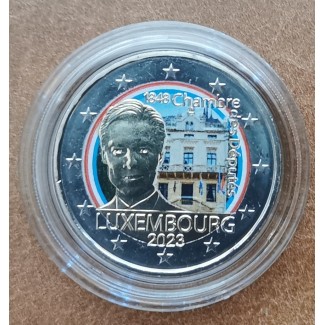 1848 Chambre
des Députés
LUXEMBOURG
2023